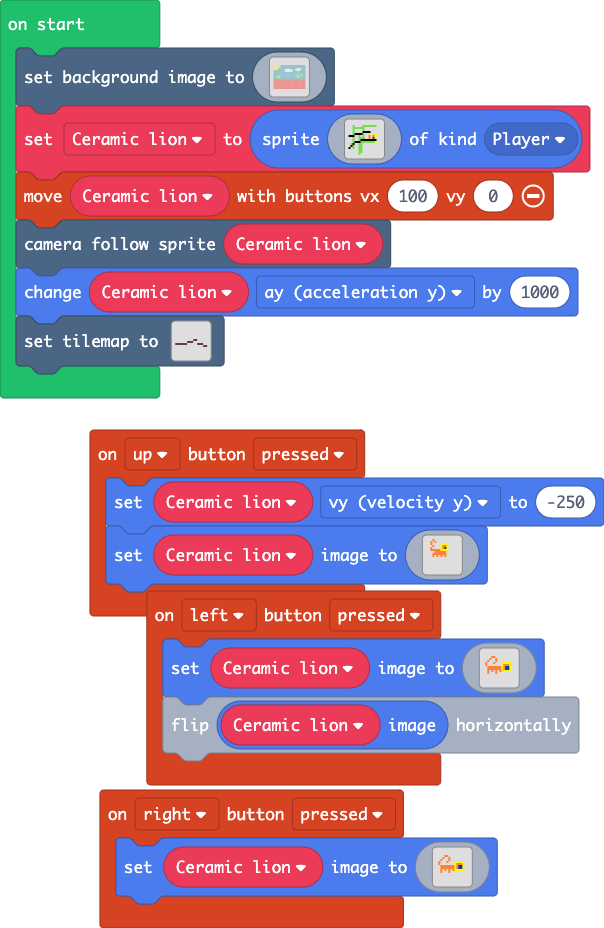 on start
set background image to
set Ceramic lion to sprite of kind Player
move Ceramic lion with buttons vx 100 vy 0
camera follow sprite Ceramic lion
change Ceramic lion ay (acceleration y) by 1000
set tilemap to
on up button pressed
set Ceramic lion vy (velocity y) to -250
set Ceramic lion image to
on left button pressed
set Ceramic lion image to
flip Ceramic lion image horizontally
on right button pressed
set Ceramic lion image to